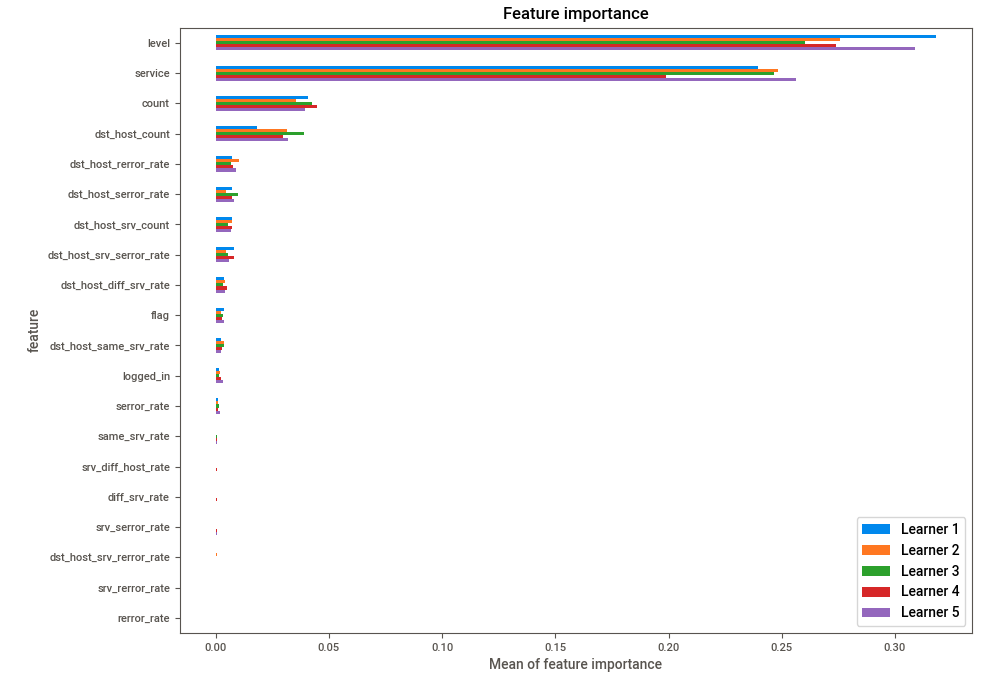 Feature importance
level
service
count
dst_host_count
dst_host_rerror_rate
dst_host_serror_rate
dst_host_srv_count
dst_host_srv_serror_rate
dst_host_diff_srv_rate
flag
dst_host_same_srv_rate
logged_in
serror_rate
same_srv_rate
srv_diff_host_rate
diff_srv_rate
srv_serror_rate
dst_host_srv_rerror_rate
srv_rerror_rate
rerror_rate
feature
Learner 1
Learner 2
Learner 3
Learner 4
Learner 5
0.00 0.05 0.10 0.15 0.20 0.25 0.30
Mean of feature importance